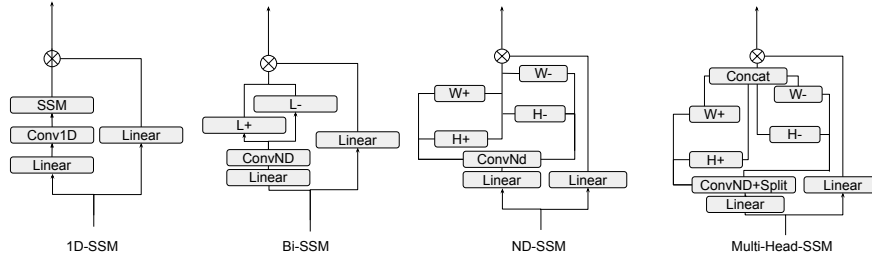 SSM
Conv1D
Linear
Linear
1D-SSM
L-
L+
ConvND
Linear
Linear
Bi-SSM
W-
W+
H-
H+
ConvNd
Linear
Linear
ND-SSM
Concat
W-
W+
H-
H+
ConvND+Split
Linear
Linear
Multi-Head-SSM